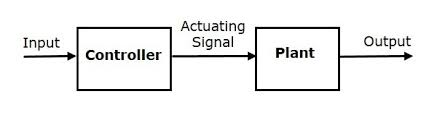 Input
Controller
Actuating
Signal
Plant
Output